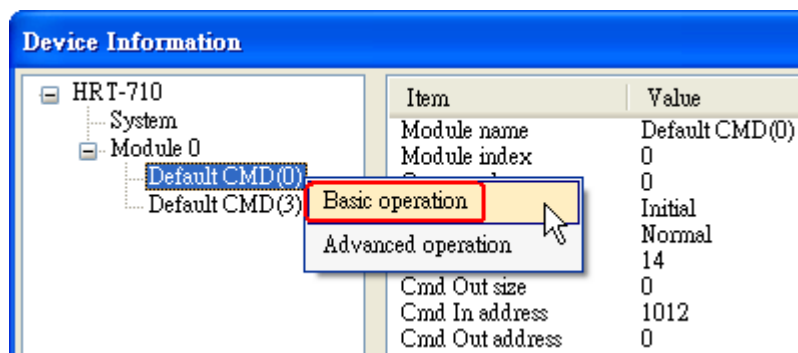 Device Information
HRT-710
System
Module 0
Default CMD(0)
Default CMD(3)
Basic operation
Advanced operation
Item Value
Module name Default CMD(0)
Module index 0
0
Initial
Normal
14
Cmd Out size 0
Cmd In address 1012
Cmd Out address 0